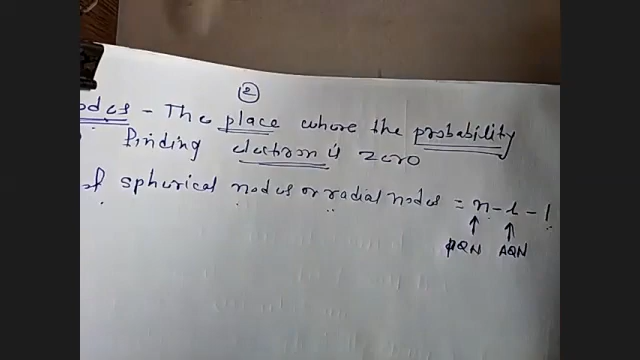 2
odes - The place where the probability
finding electron is zero
of spherical nodes or radial nodes = n-l-1
PQN AQN